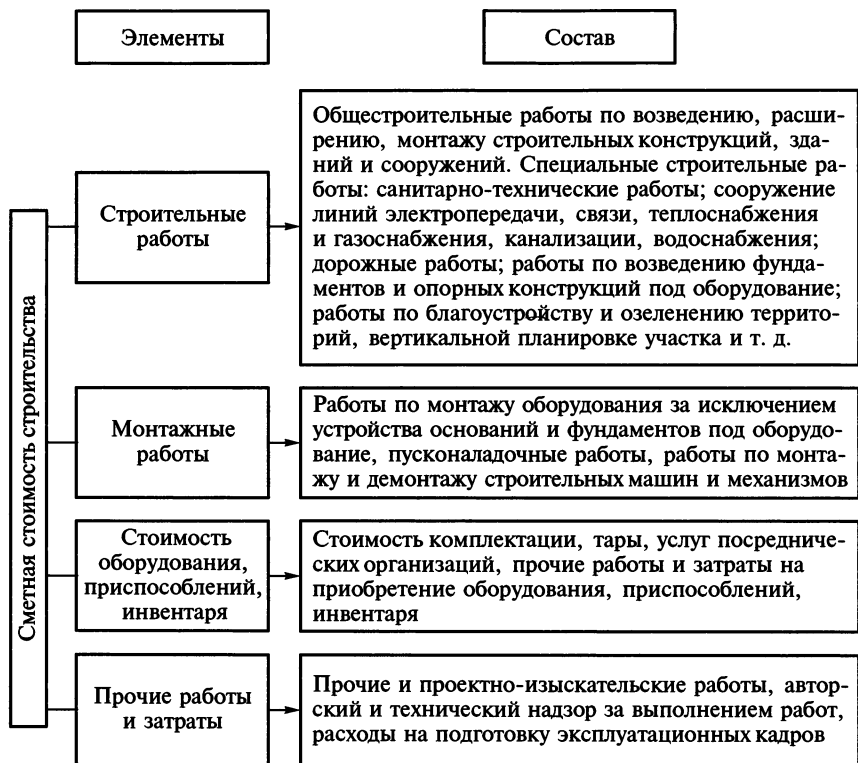 Элементы
Состав
Сметная стоимость строительства
Строительные
работы
Общестроительные работы по возведению, расши-
рению, монтажу строительных конструкций, зда-
ний и сооружений. Специальные строительные ра-
боты: санитарно-технические работы; сооружение
линий электропередачи, связи, теплоснабжения
и газоснабжения, канализации, водоснабжения;
дорожные работы; работы по возведению фунда-
ментов и опорных конструкций под оборудование;
работы по благоустройству и озеленению террито-
рий, вертикальной планировке участка и т. д.
Монтажные
работы
Работы по монтажу оборудования за исключением
устройства оснований и фундаментов под оборудо-
вание, пусконаладочные работы, работы по монта-
жу и демонтажу строительных машин и механизмов
Стоимость
оборудования,
приспособлений,
инвентаря
Стоимость комплектации, тары, услуг посредниче-
ских организаций, прочие работы и затраты на
приобретение оборудования, приспособлений,
инвентаря
Прочие работы
и затраты
Прочие и проектно-изыскательские работы, автор-
ский и технический надзор за выполнением работ,
расходы на подготовку эксплуатационных кадров